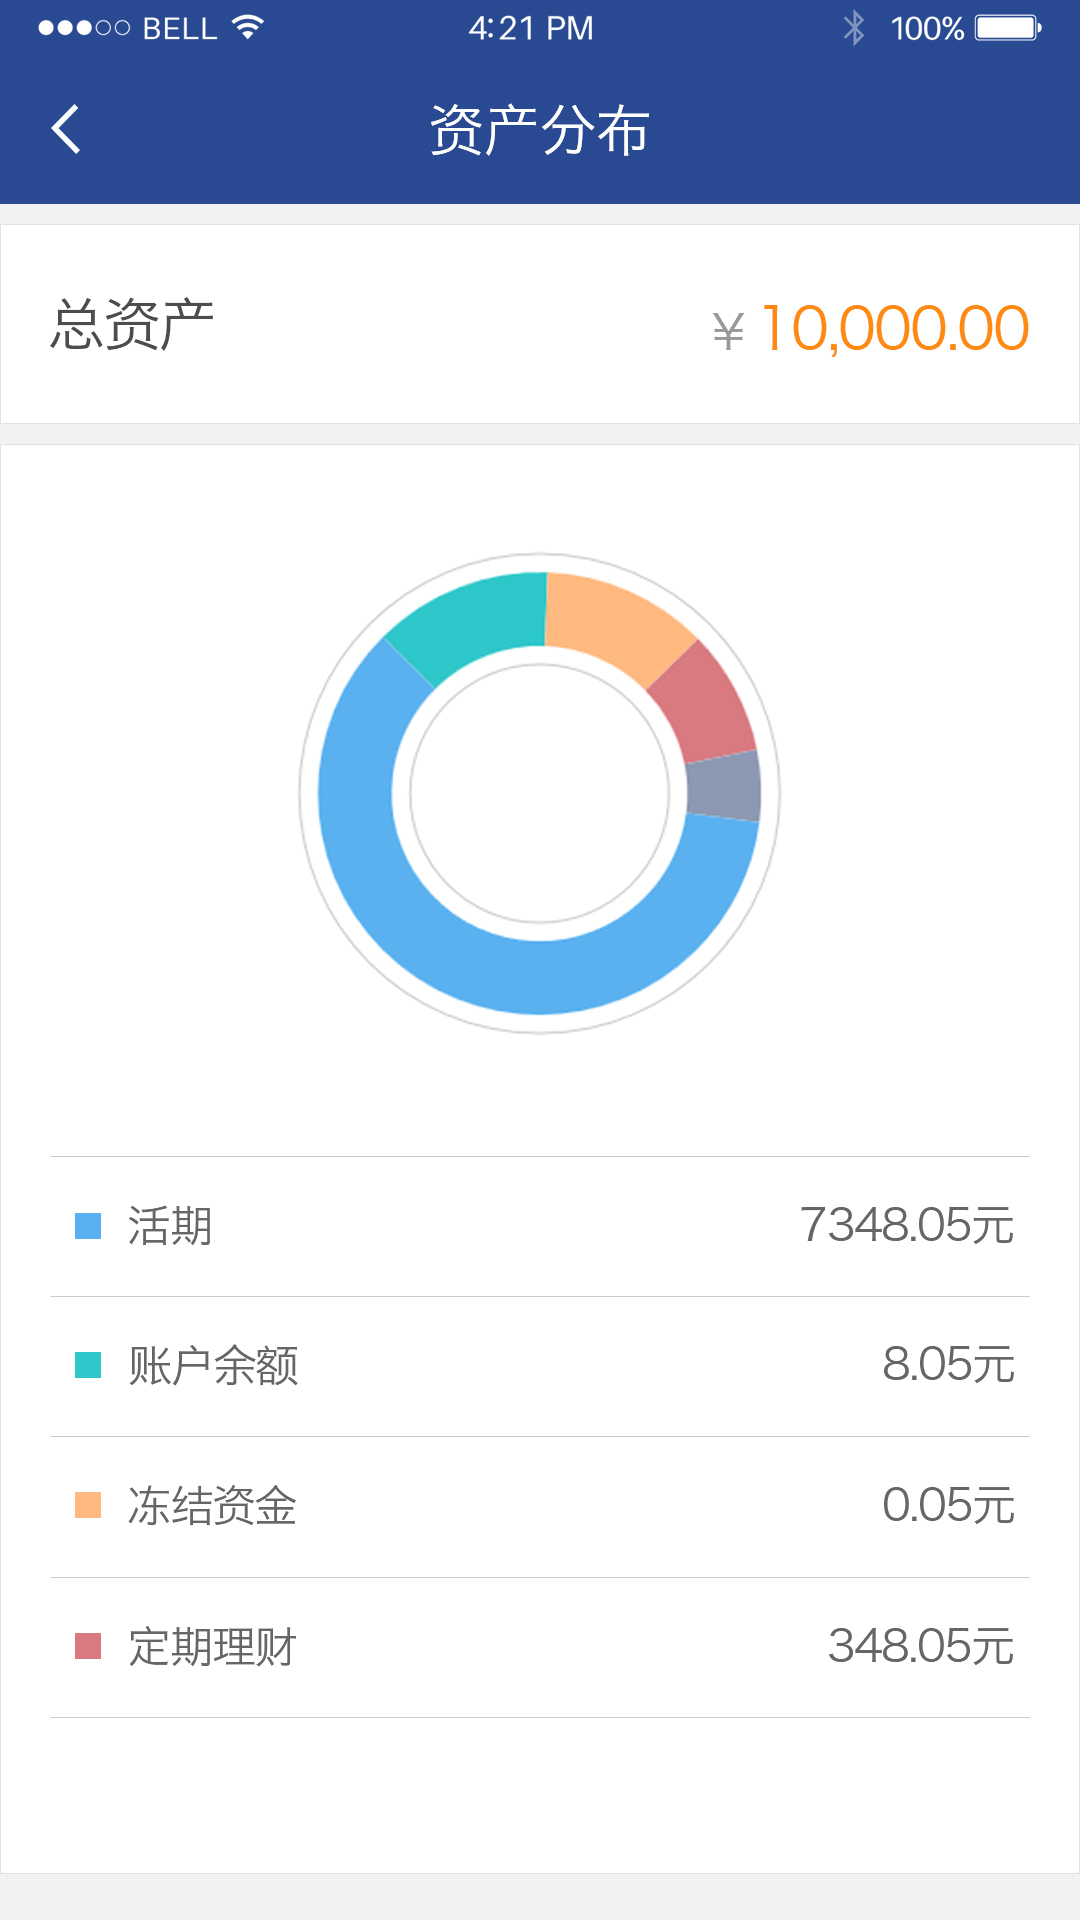 BELL 4:21 PM 100%
资产分布
总资产 ¥ 10,000.00
活期 7348.05元
账户余额 8.05元
冻结资金 0.05元
定期理财 348.05元